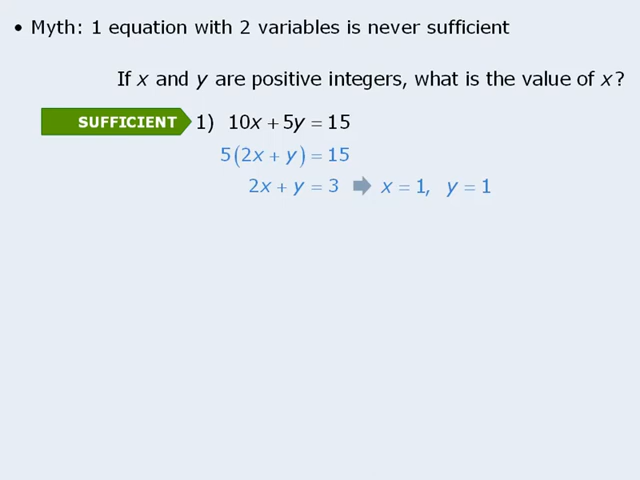 • Myth: 1 equation with 2 variables is never sufficient
If x and y are positive integers, what is the value of x?
SUFFICIENT 1) 10x + 5y = 15
5(2x + y) = 15
2x + y = 3 ➡ x = 1, y = 1